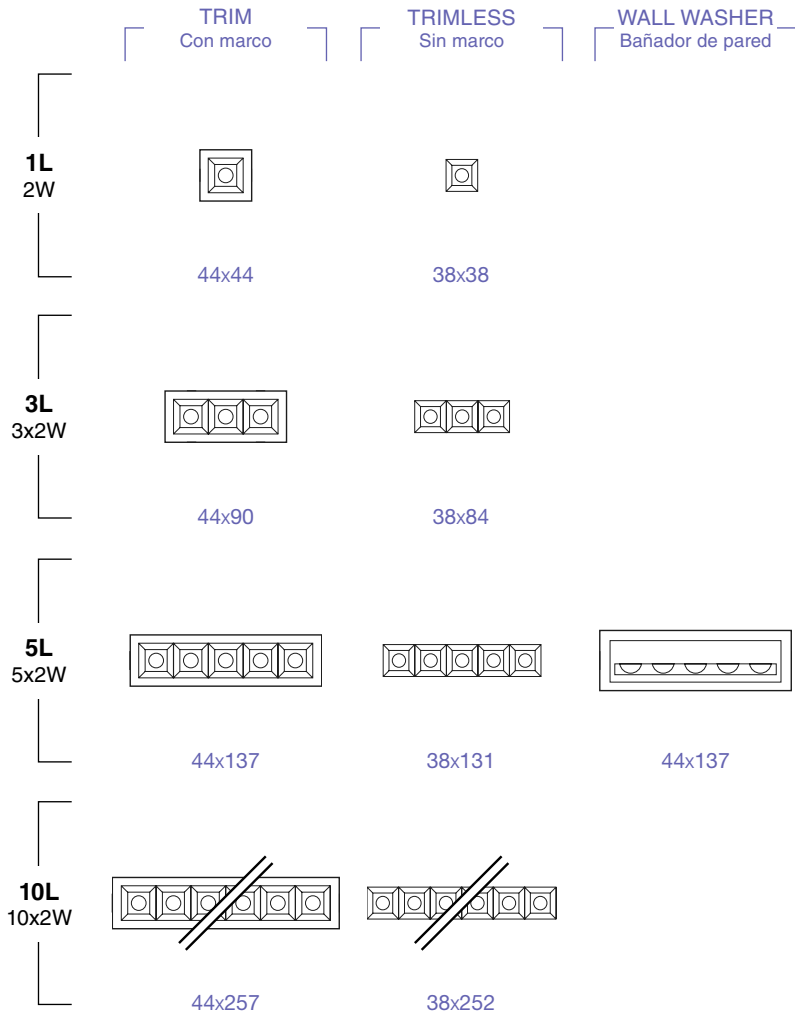 TRIM
Con marco
TRIMLESS
Sin marco
WALL WASHER
Bañador de pared
1L
2W
44x44
38x38
3L
3x2W
44x90
38x84
5L
5x2W
44x137
38x131
44x137
10L
10x2W
44x257
38x252